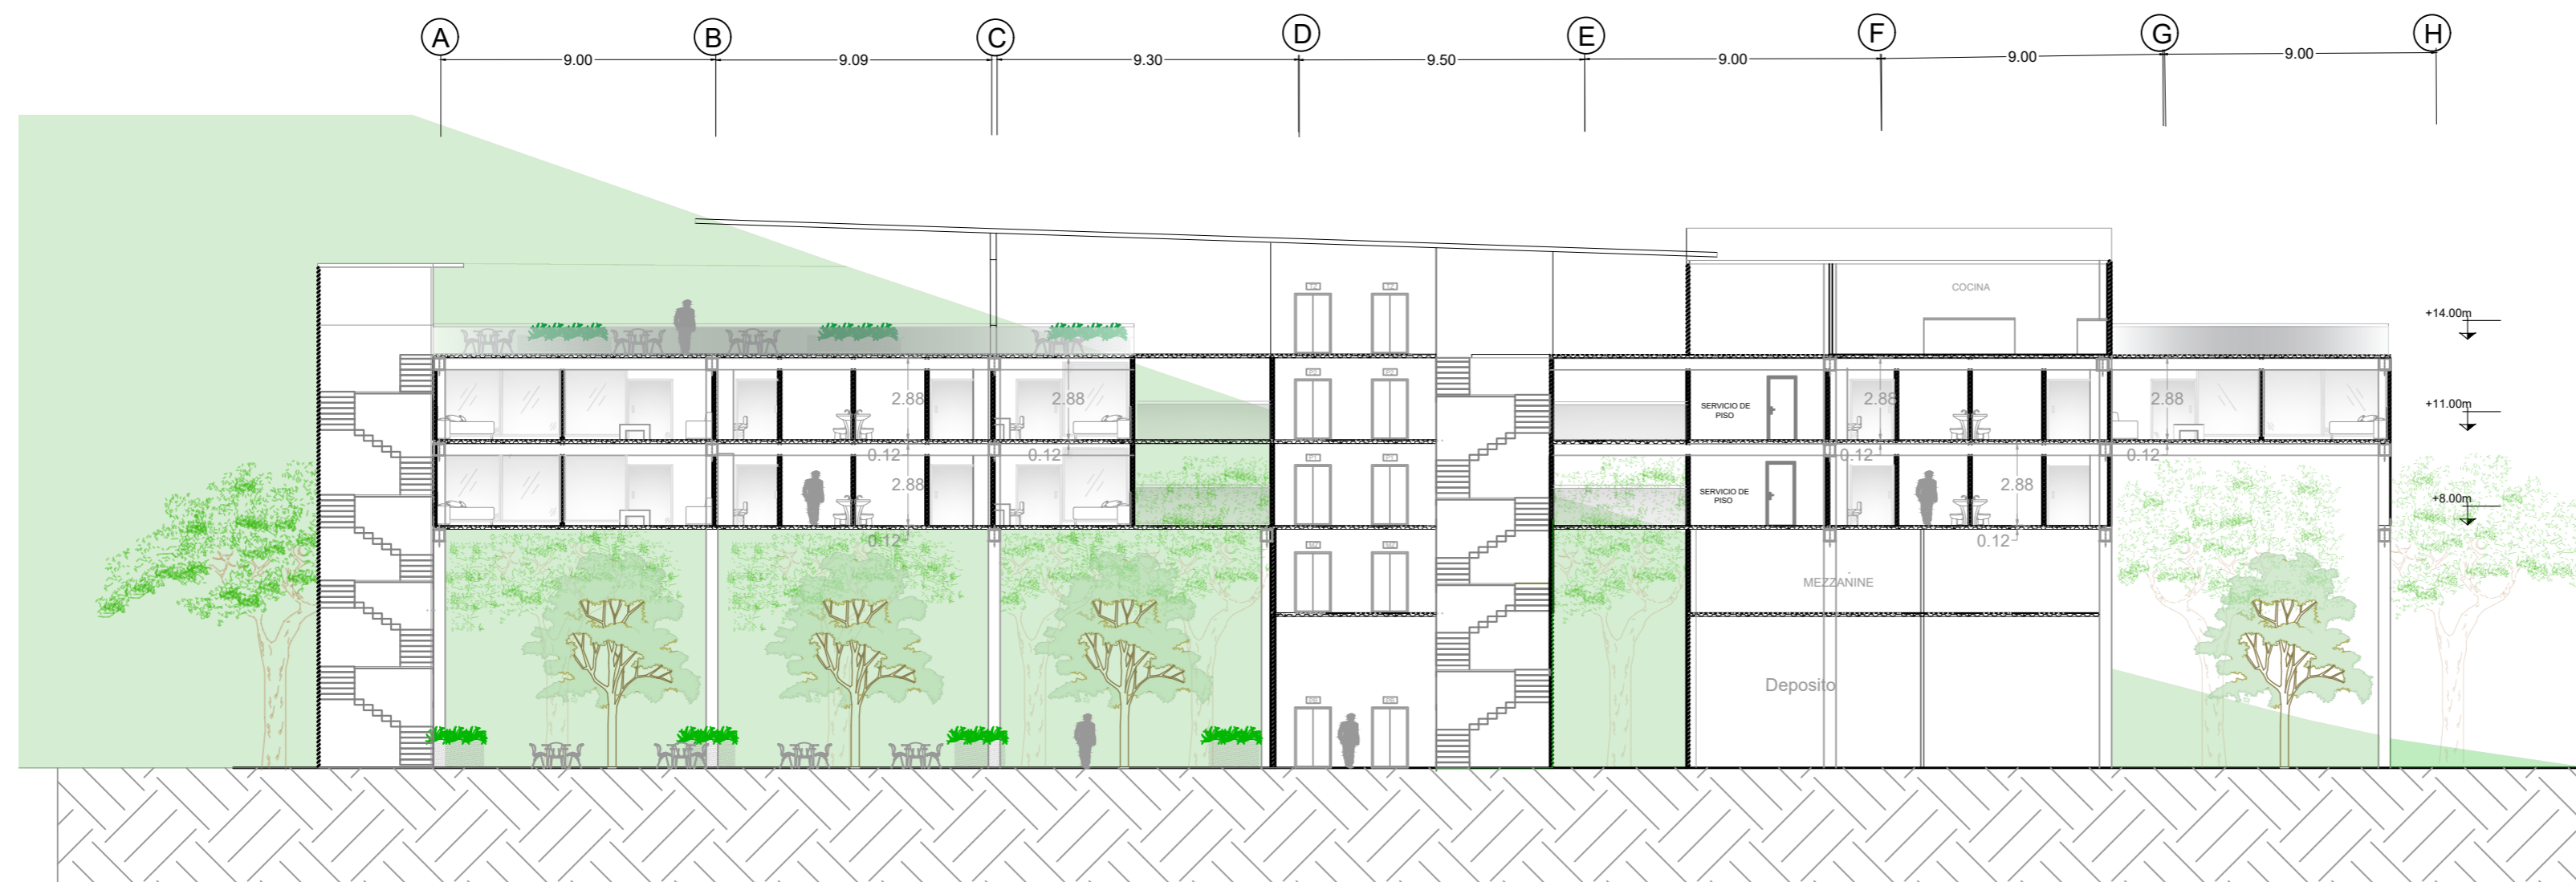 A B C D E F G H
9.00 9.09 9.30 9.50 9.00 9.00 9.00
COCINA
+14.00m
2.88 2.88 2.88 2.88
+11.00m
SERVICIO DE
PISO
0.12 0.12 0.12 0.12
2.88 2.88
SERVICIO DE
PISO
+8.00m
0.12 0.12
MEZZANINE
Deposito